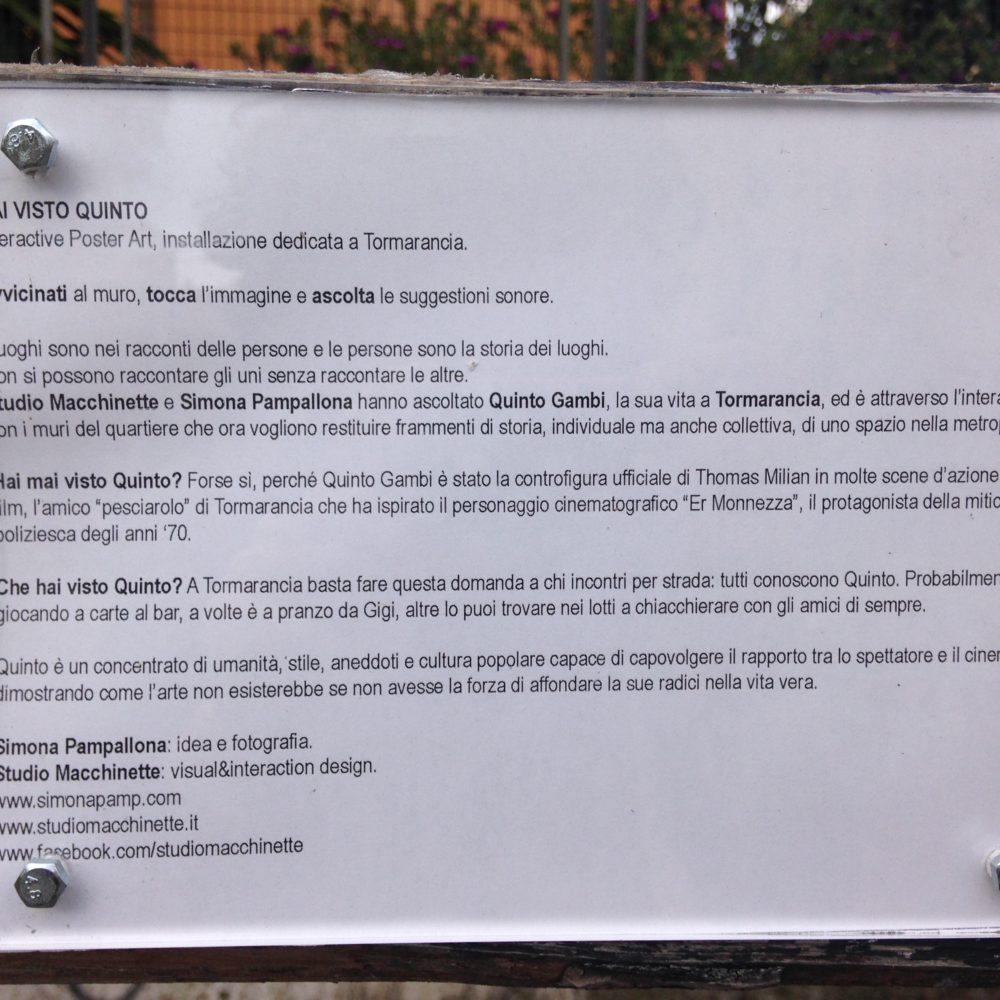 AI VISTO QUINTO
eractive Poster Art, installazione dedicata a Tormarancia.
vvicinati al muro, tocca l'immagine e ascolta le suggestioni sonore.
uoghi sono nei racconti delle persone e le persone sono la storia dei luoghi.
on si possono raccontare gli uni senza raccontare le altre.
tudio Macchinette e Simona Pampallona hanno ascoltato Quinto Gambi, la sua vita a Tormarancia, ed è attraverso l'intera
on i muri del quartiere che ora vogliono restituire frammenti di storia, individuale ma anche collettiva, di uno spazio nella metro
Hai mai visto Quinto? Forse sì, perché Quinto Gambi è stato la controfigura ufficiale di Thomas Milian in molte scene d'azione
film, l'amico "pesciarolo" di Tormarancia che ha ispirato il personaggio cinematografico "Er Monnezza", il protagonista della mitic
poliziesca degli anni '70.
Che hai visto Quinto? A Tormarancia basta fare questa domanda a chi incontri per strada: tutti conoscono Quinto. Probabilmen
giocando a carte al bar, a volte è a pranzo da Gigi, altre lo puoi trovare nei lotti a chiacchierare con gli amici di sempre.
Quinto è un concentrato di umanità, stile, aneddoti e cultura popolare capace di capovolgere il rapporto tra lo spettatore e il cine
dimostrando come l'arte non esisterebbe se non avesse la forza di affondare la sue radici nella vita vera.
Simona Pampallona: idea e fotografia.
Studio Macchinette: visual&interaction design.
www.simonapamp.com
www.studiomacchinette.it
www.facebook.com/studiomacchinette